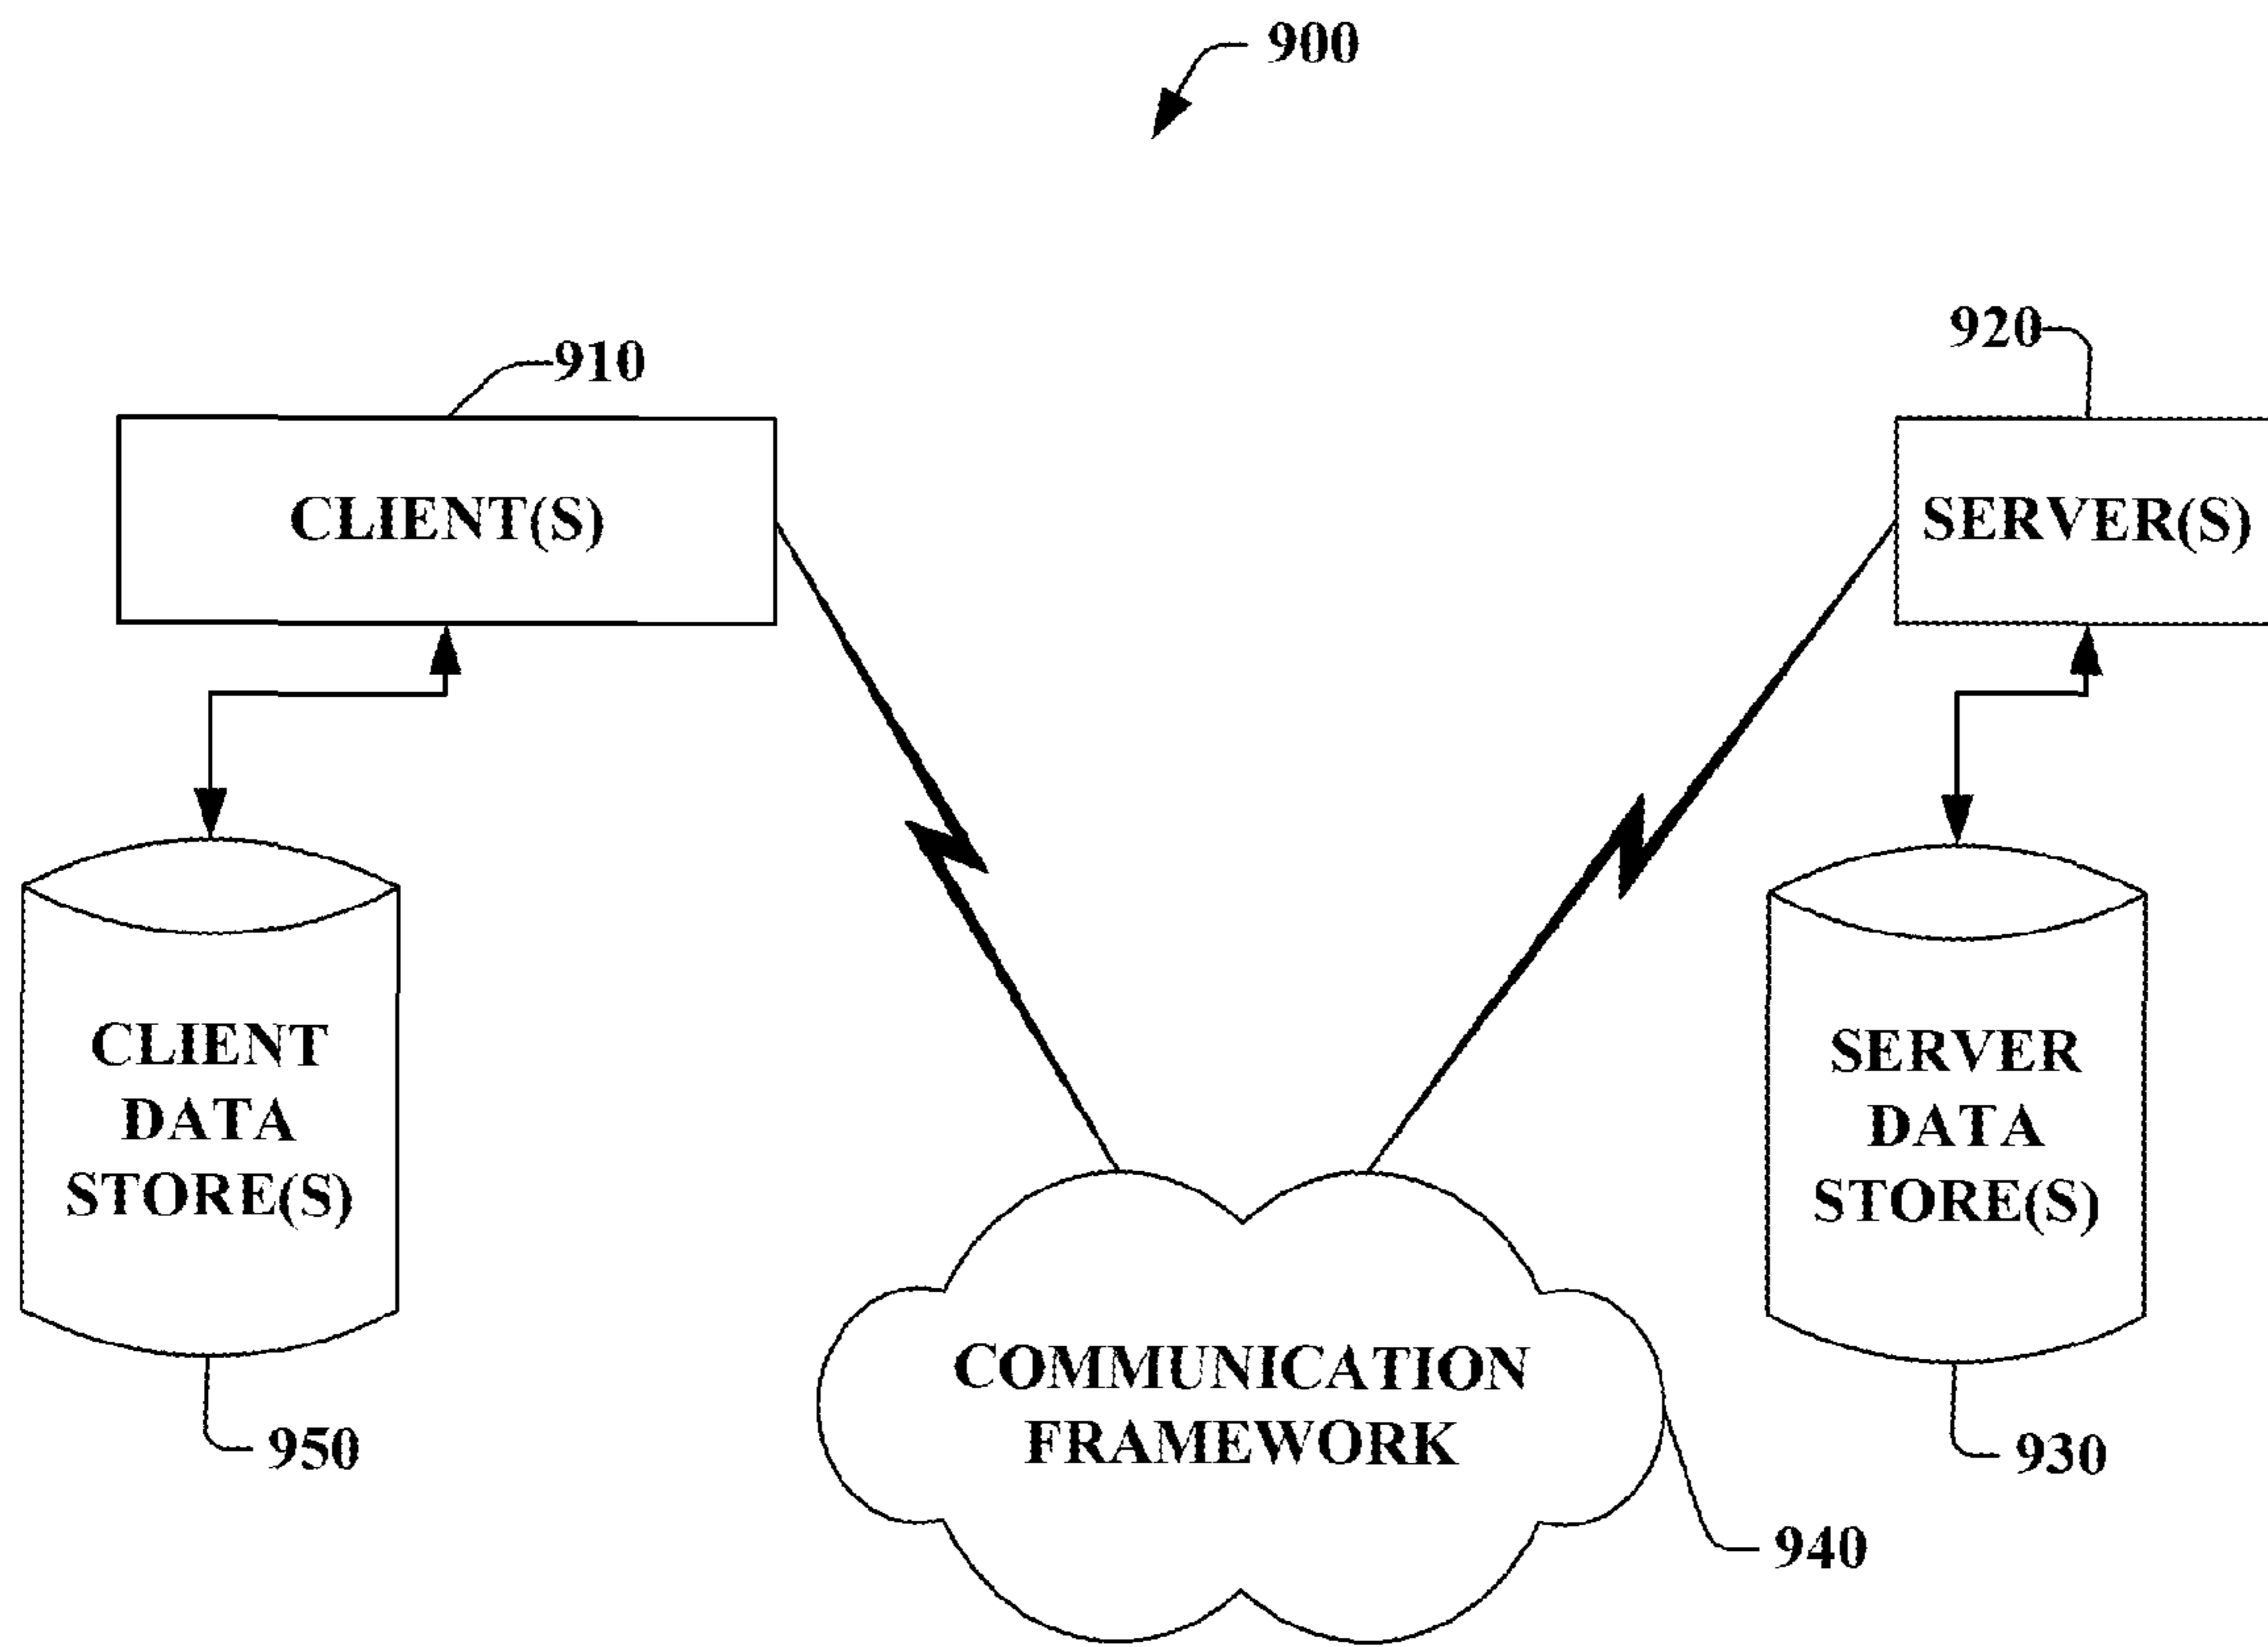 900
910
920
CLIENT(S)
SERVER(S)
CLIENT
DATA
STORE(S)
SERVER
DATA
STORE(S)
COMMUNICATION
FRAMEWORK
950
930
940